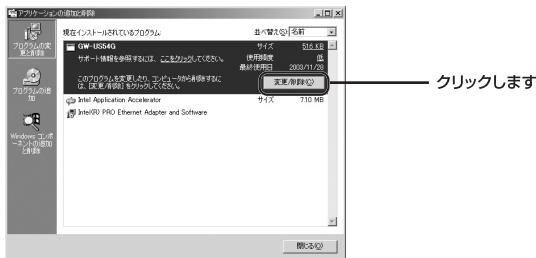 アプリケーションの追加と削除
プログラムの変更と削除
プログラムの追加
Windows コンポーネントの追加と削除
現在インストールされているプログラム:
並べ替え(S): 名前
GW-US54G
サイズ 516 KB
サポート情報を参照するには、ここをクリックしてください。
使用頻度 低
最終使用日 2003/11/28
このプログラムを変更したり、コンピュータから削除するには、[変更/削除] をクリックしてください。
変更/削除(C)
クリックします
Intel Application Accelerator
サイズ 7.10 MB
Intel(R) PRO Ethernet Adapter and Software
閉じる(O)